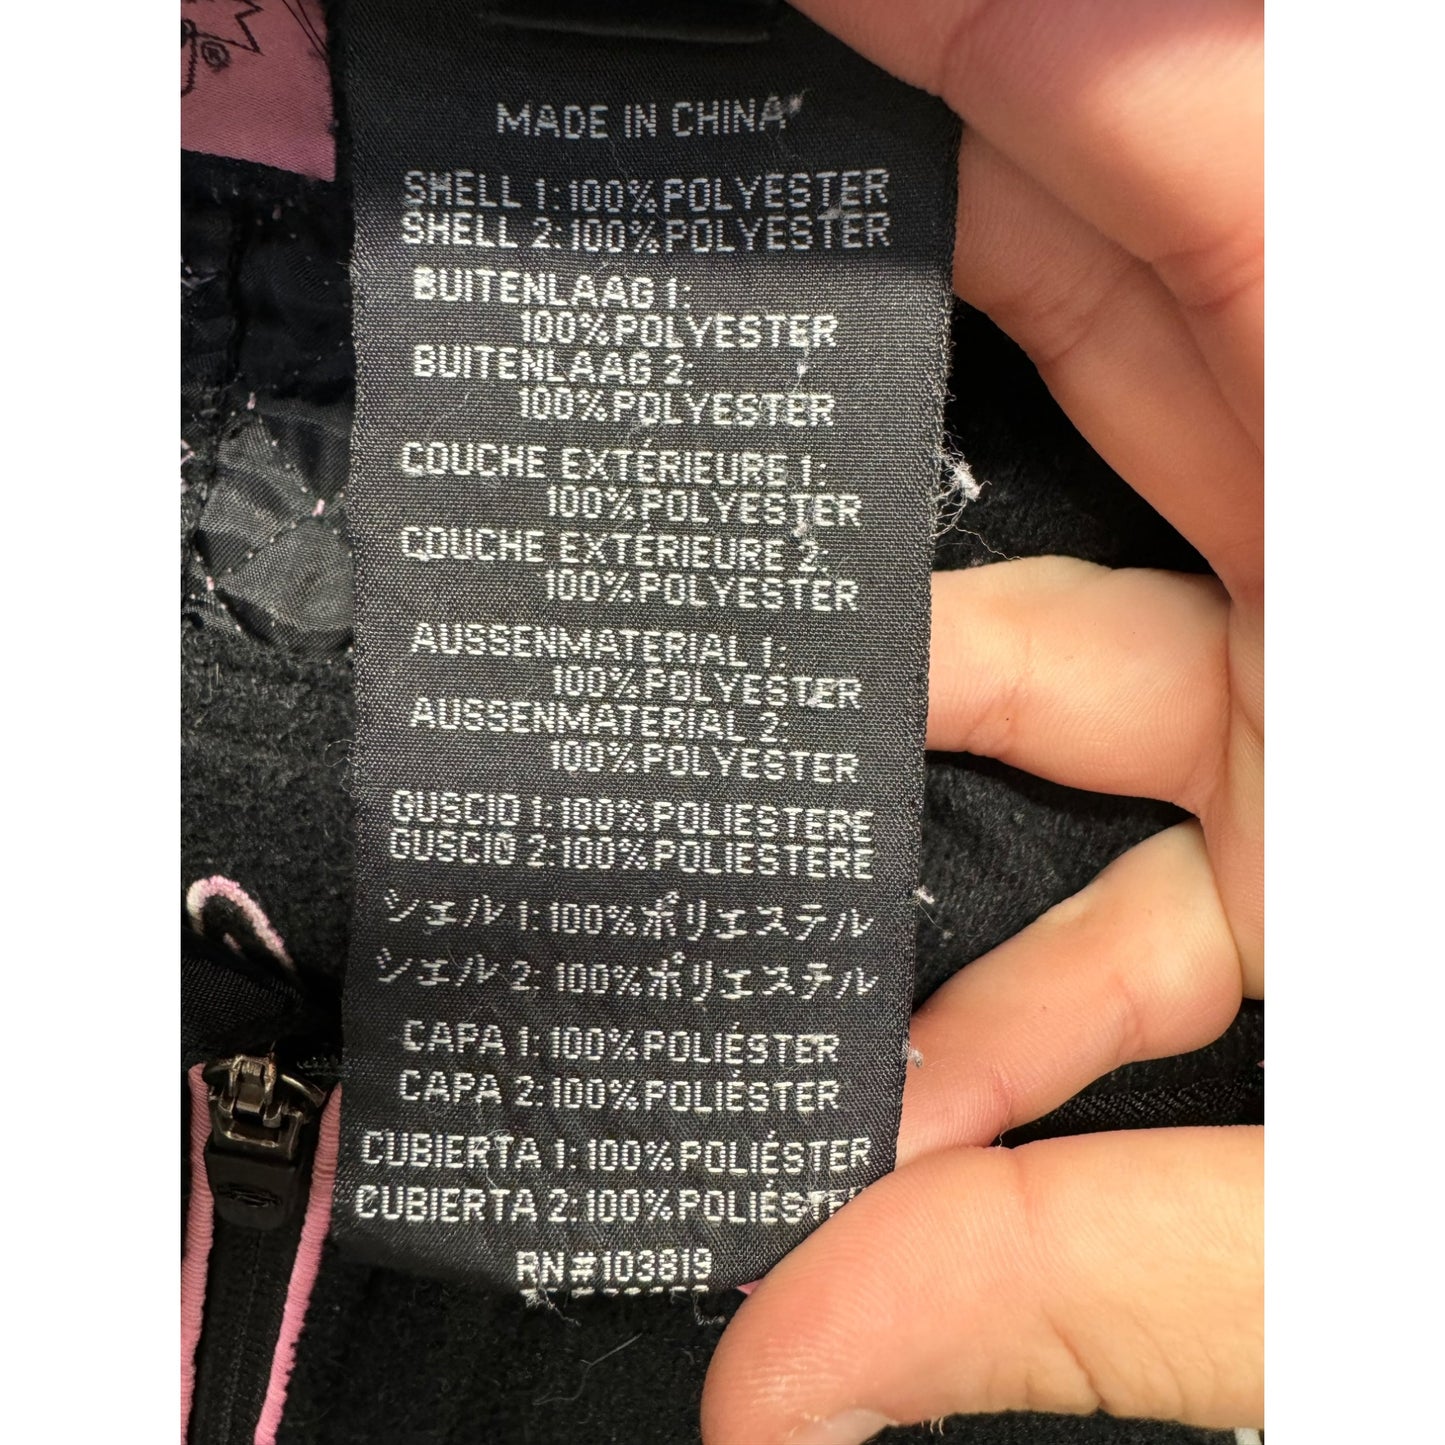 ®
MADE IN CHINA
SHELL 1: 100% POLYESTER
SHELL 2: 100% POLYESTER
BUITENLAAG 1:
100% POLYESTER
BUITENLAAG 2:
100% POLYESTER
COUCHE EXTÉRIEURE 1:
100% POLYESTER
COUCHE EXTÉRIEURE 2:
100% POLYESTER
AUSSENMATERIAL 1:
100% POLYESTER
AUSSENMATERIAL 2:
100% POLYESTER
GUSCIO 1: 100% POLIESTERE
GUSCIO 2: 100% POLIESTERE
シェル 1: 100% ポリエステル
シェル 2: 100% ポリエステル
CAPA 1: 100% POLIÉSTER
CAPA 2: 100% POLIÉSTER
CUBIERTA 1: 100% POLIÉSTER
CUBIERTA 2: 100% POLIÉSTER
RN#103819